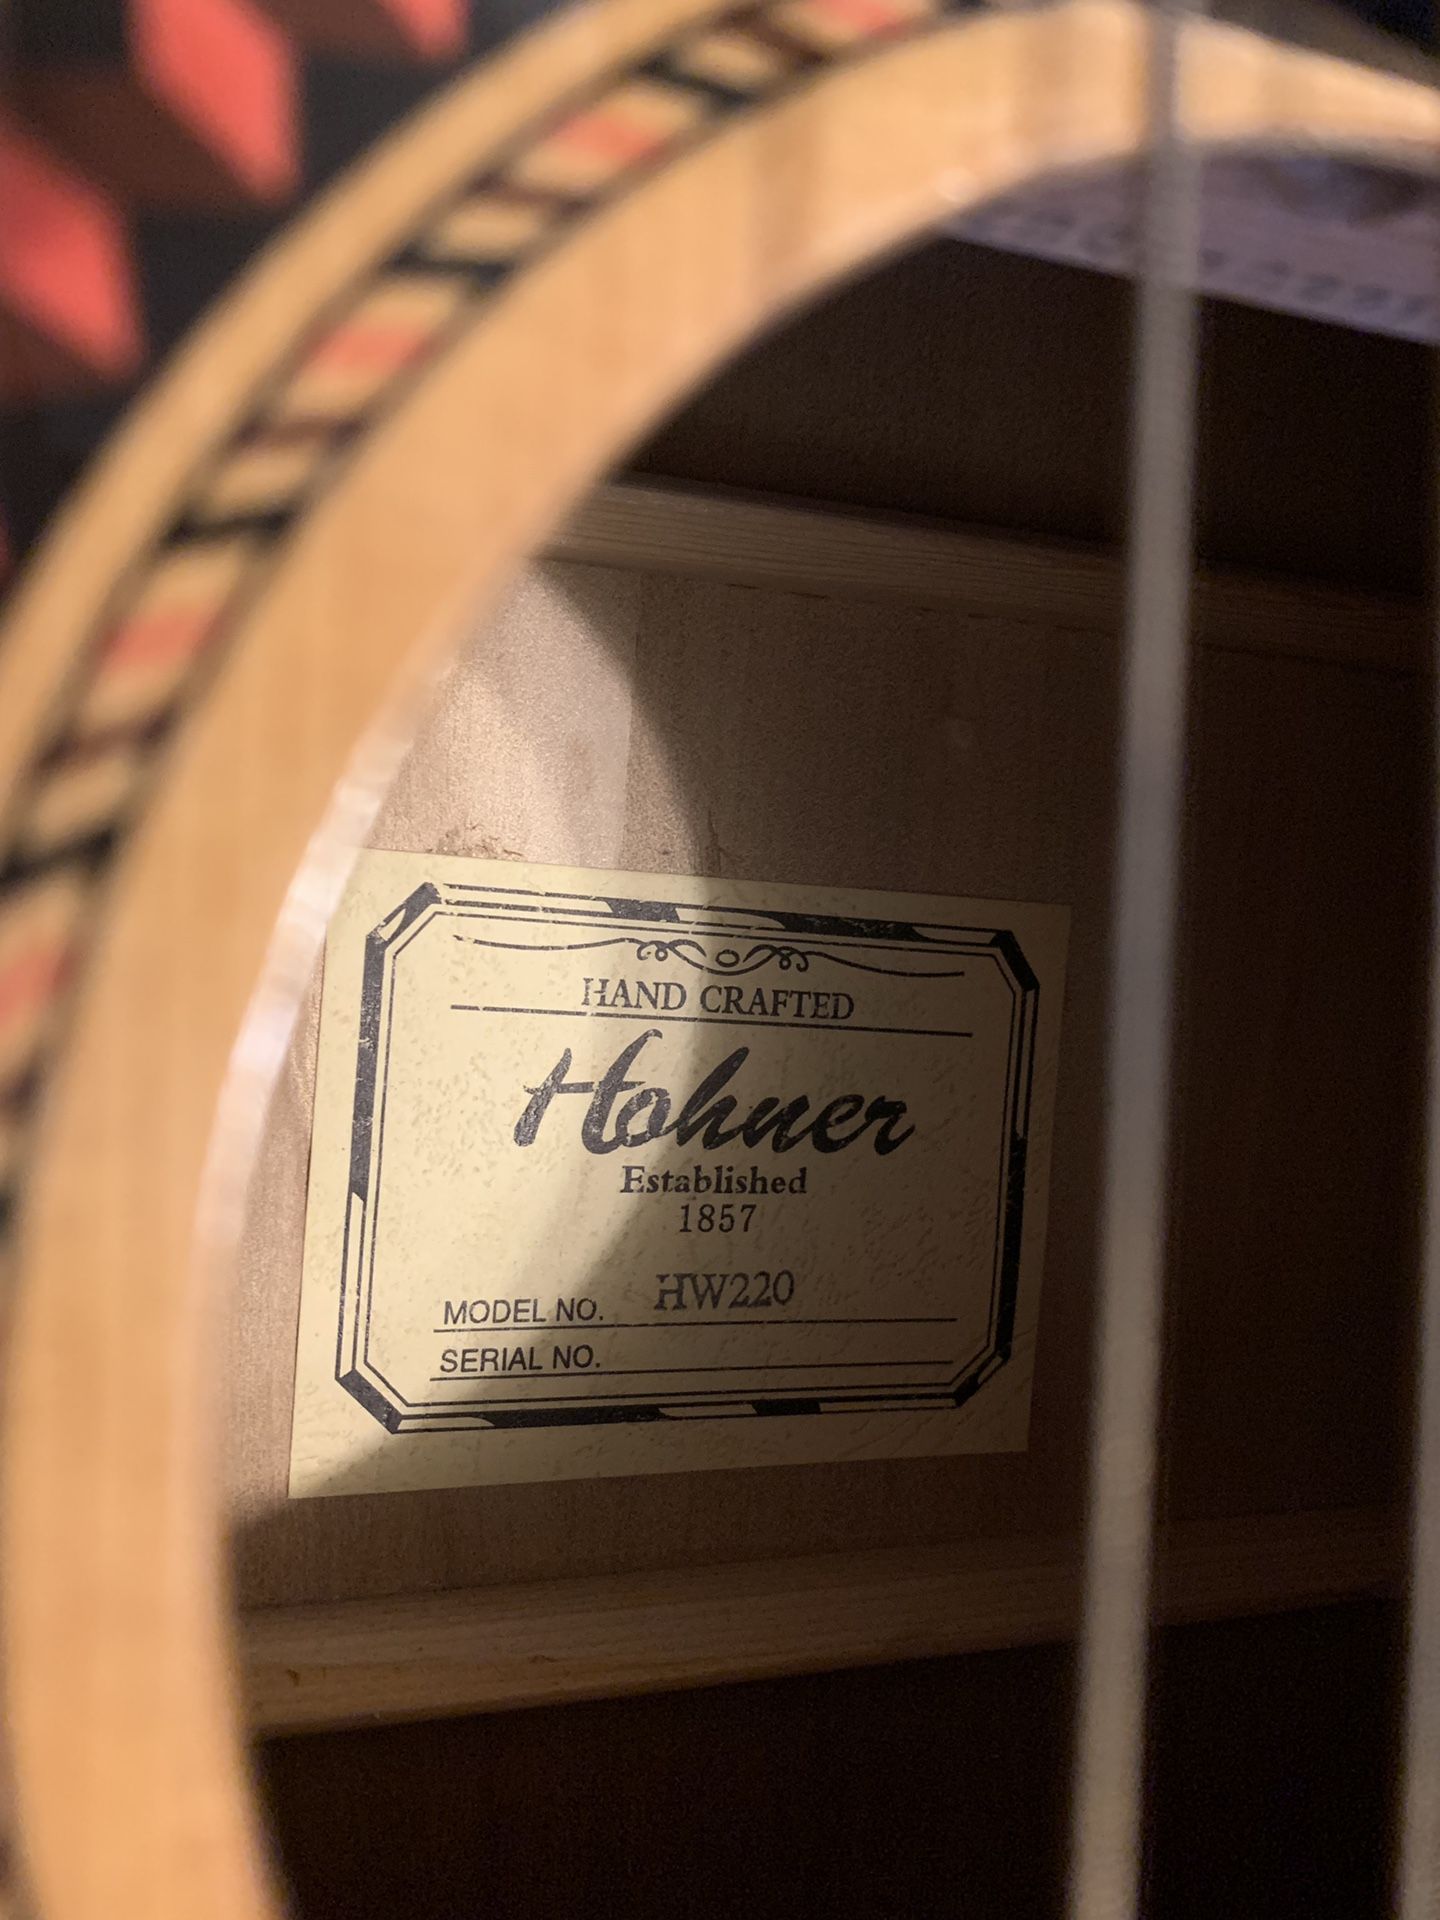 HAND CRAFTED
Hohner
Established
1857
MODEL NO. HW220
SERIAL NO.